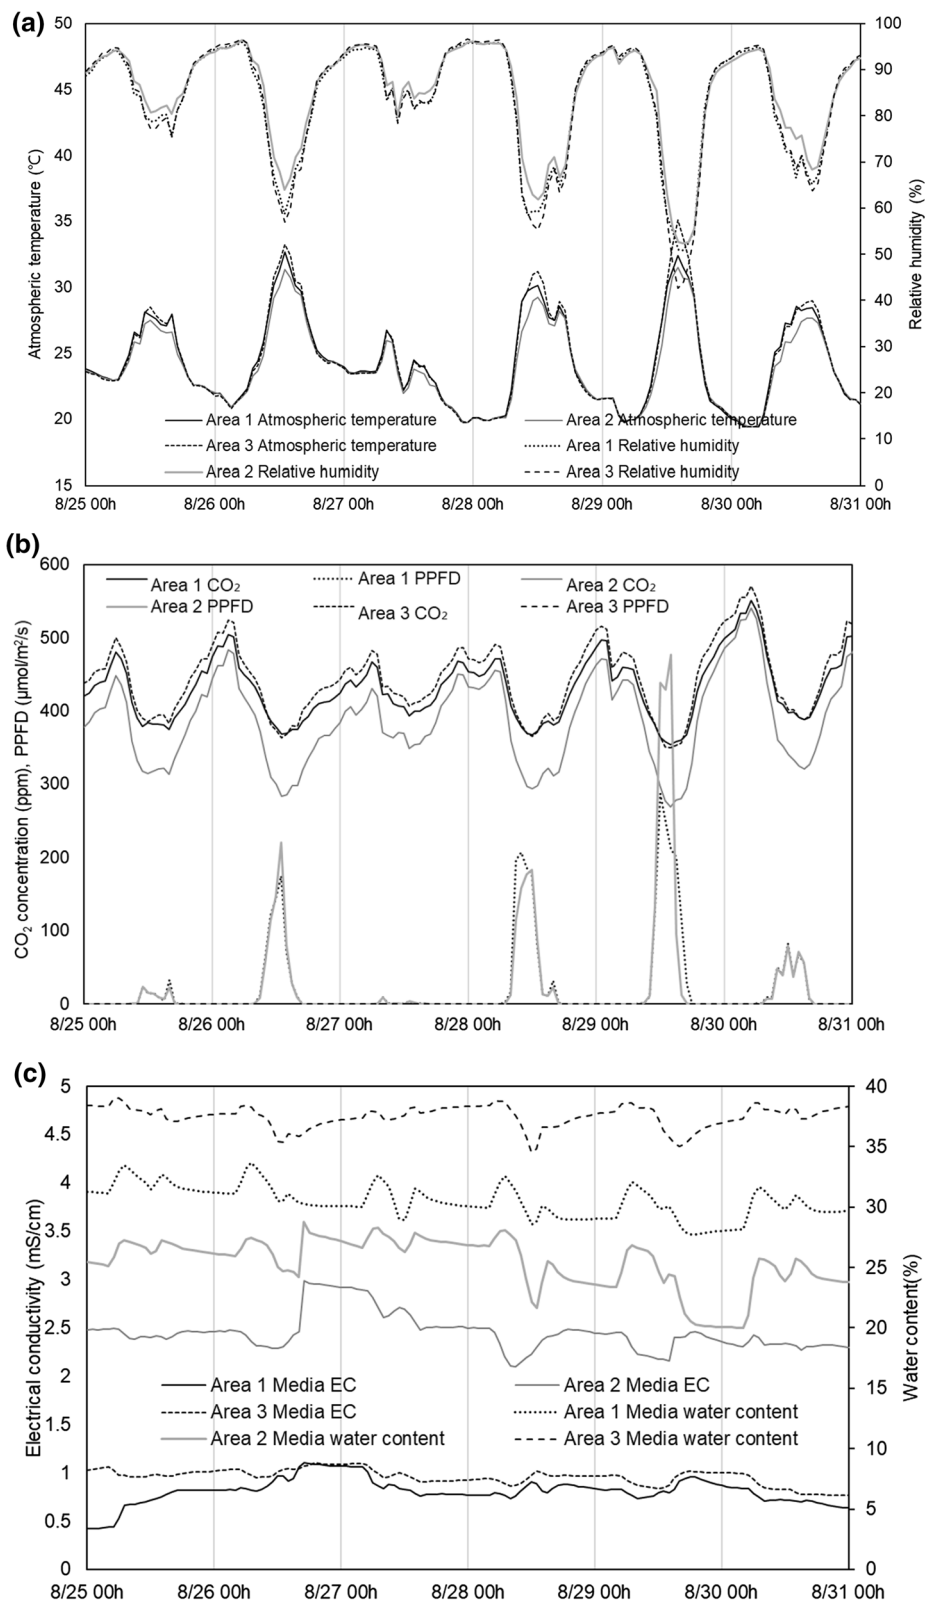 (a)
Atmospheric temperature (℃)
50
45
40
35
30
25
20
15
Relative humidity (%)
100
90
80
70
60
50
40
30
20
10
0
Area 1 Atmospheric temperature
Area 2 Atmospheric temperature
Area 3 Atmospheric temperature
Area 1 Relative humidity
Area 2 Relative humidity
Area 3 Relative humidity
8/25 00h 8/26 00h 8/27 00h 8/28 00h 8/29 00h 8/30 00h 8/31 00h
(b)
CO₂ concentration (ppm), PPFD (μmol/m²/s)
600
500
400
300
200
100
0
Area 1 CO₂
Area 1 PPFD
Area 2 CO₂
Area 2 PPFD
Area 3 CO₂
Area 3 PPFD
8/25 00h 8/26 00h 8/27 00h 8/28 00h 8/29 00h 8/30 00h 8/31 00h
(c)
Electrical conductivity (mS/cm)
5
4.5
4
3.5
3
2.5
2
1.5
1
0.5
0
Water content(%)
40
35
30
25
20
15
10
5
0
Area 1 Media EC
Area 2 Media EC
Area 3 Media EC
Area 1 Media water content
Area 2 Media water content
Area 3 Media water content
8/25 00h 8/26 00h 8/27 00h 8/28 00h 8/29 00h 8/30 00h 8/31 00h